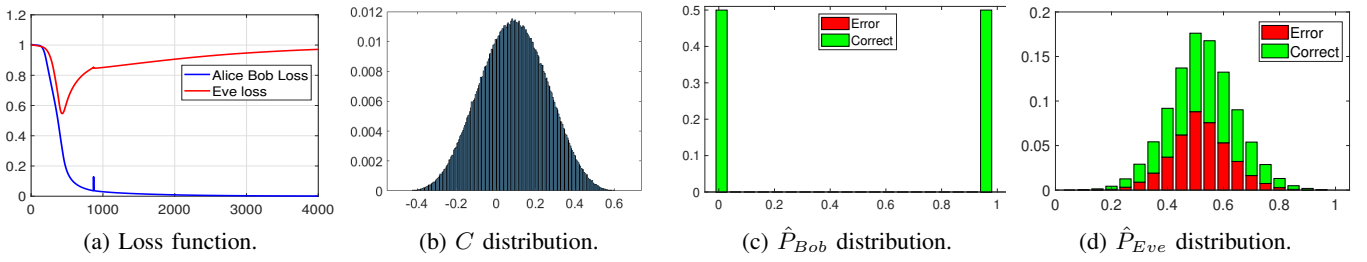 1.2
1
0.8
0.6
0.4
0.2
0
0 1000 2000 3000 4000
Alice Bob Loss
Eve loss
(a) Loss function.
0.012
0.01
0.008
0.006
0.004
0.002
0
-0.4 -0.2 0 0.2 0.4 0.6
(b) C distribution.
0.5
0.4
0.3
0.2
0.1
0
0 0.2 0.4 0.6 0.8 1
Error
Correct
(c) P̂_Bob distribution.
0.2
0.15
0.1
0.05
0
0 0.2 0.4 0.6 0.8 1
Error
Correct
(d) P̂_Eve distribution.